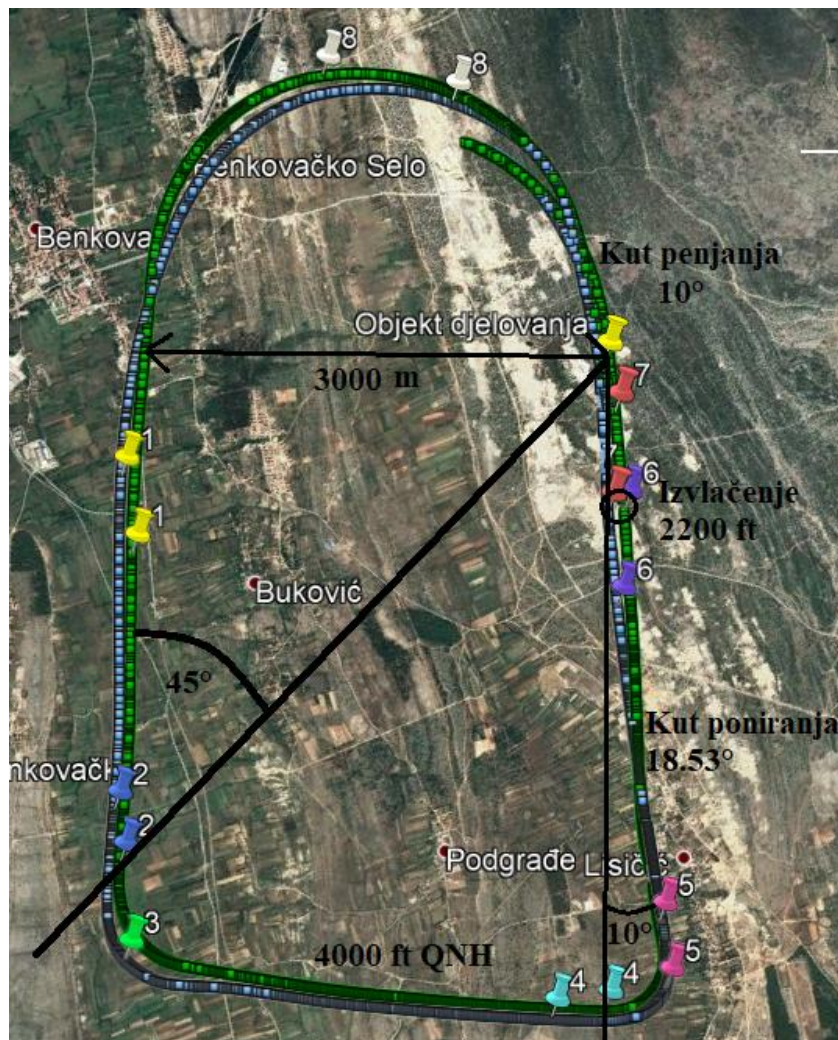 8
8
Benkovačko Selo
Benkova
Kut penjanja
10°
Objekt djelovanja
3000 m
7
1
7
6
Izvlačenje
2200 ft
1
6
Buković
45°
Kut poniranja
18.53°
nkovačk
2
2
Podgrađe
Lisičić
5
3
10°
4000 ft QNH
5
4
4